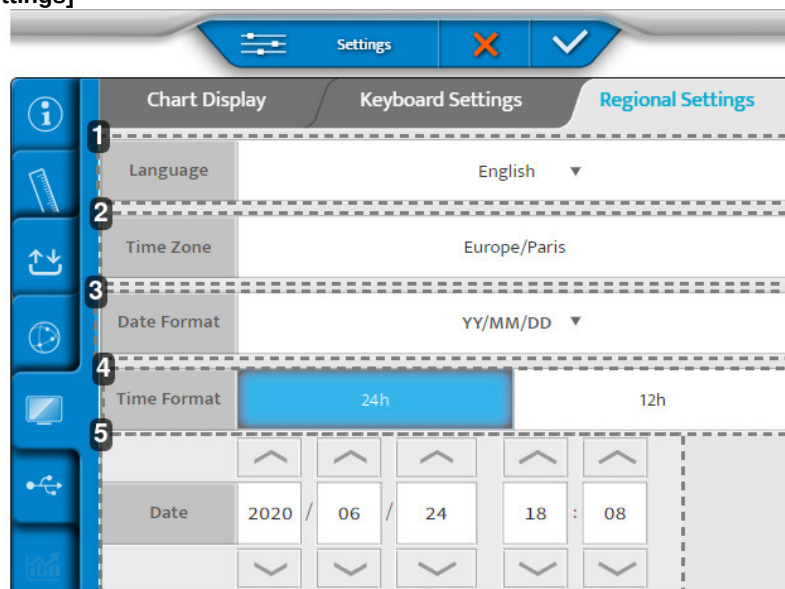 ttings]
Settings
Chart Display Keyboard Settings Regional Settings
1
Language English
2
Time Zone Europe/Paris
3
Date Format YY/MM/DD
4
Time Format 24h 12h
5
Date 2020 / 06 / 24 18 : 08